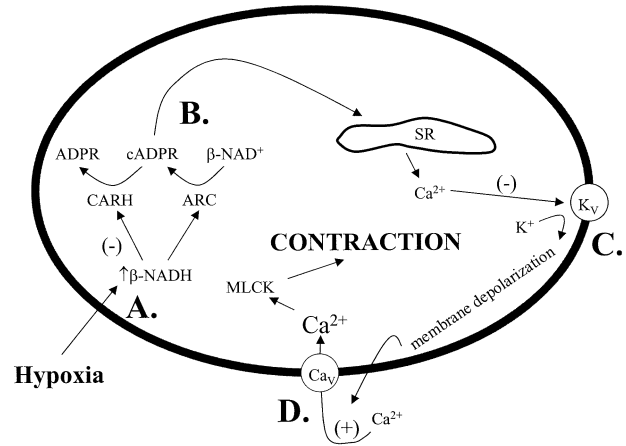 B.
SR
ADPR cADPR β-NAD⁺
CARH ARC
Ca²⁺ (-) Kᵥ
K⁺
C.
(-)
CONTRACTION
↑β-NADH
A.
MLCK
membrane depolarization
Ca²⁺
Hypoxia
Caᵥ
D.
(+) Ca²⁺